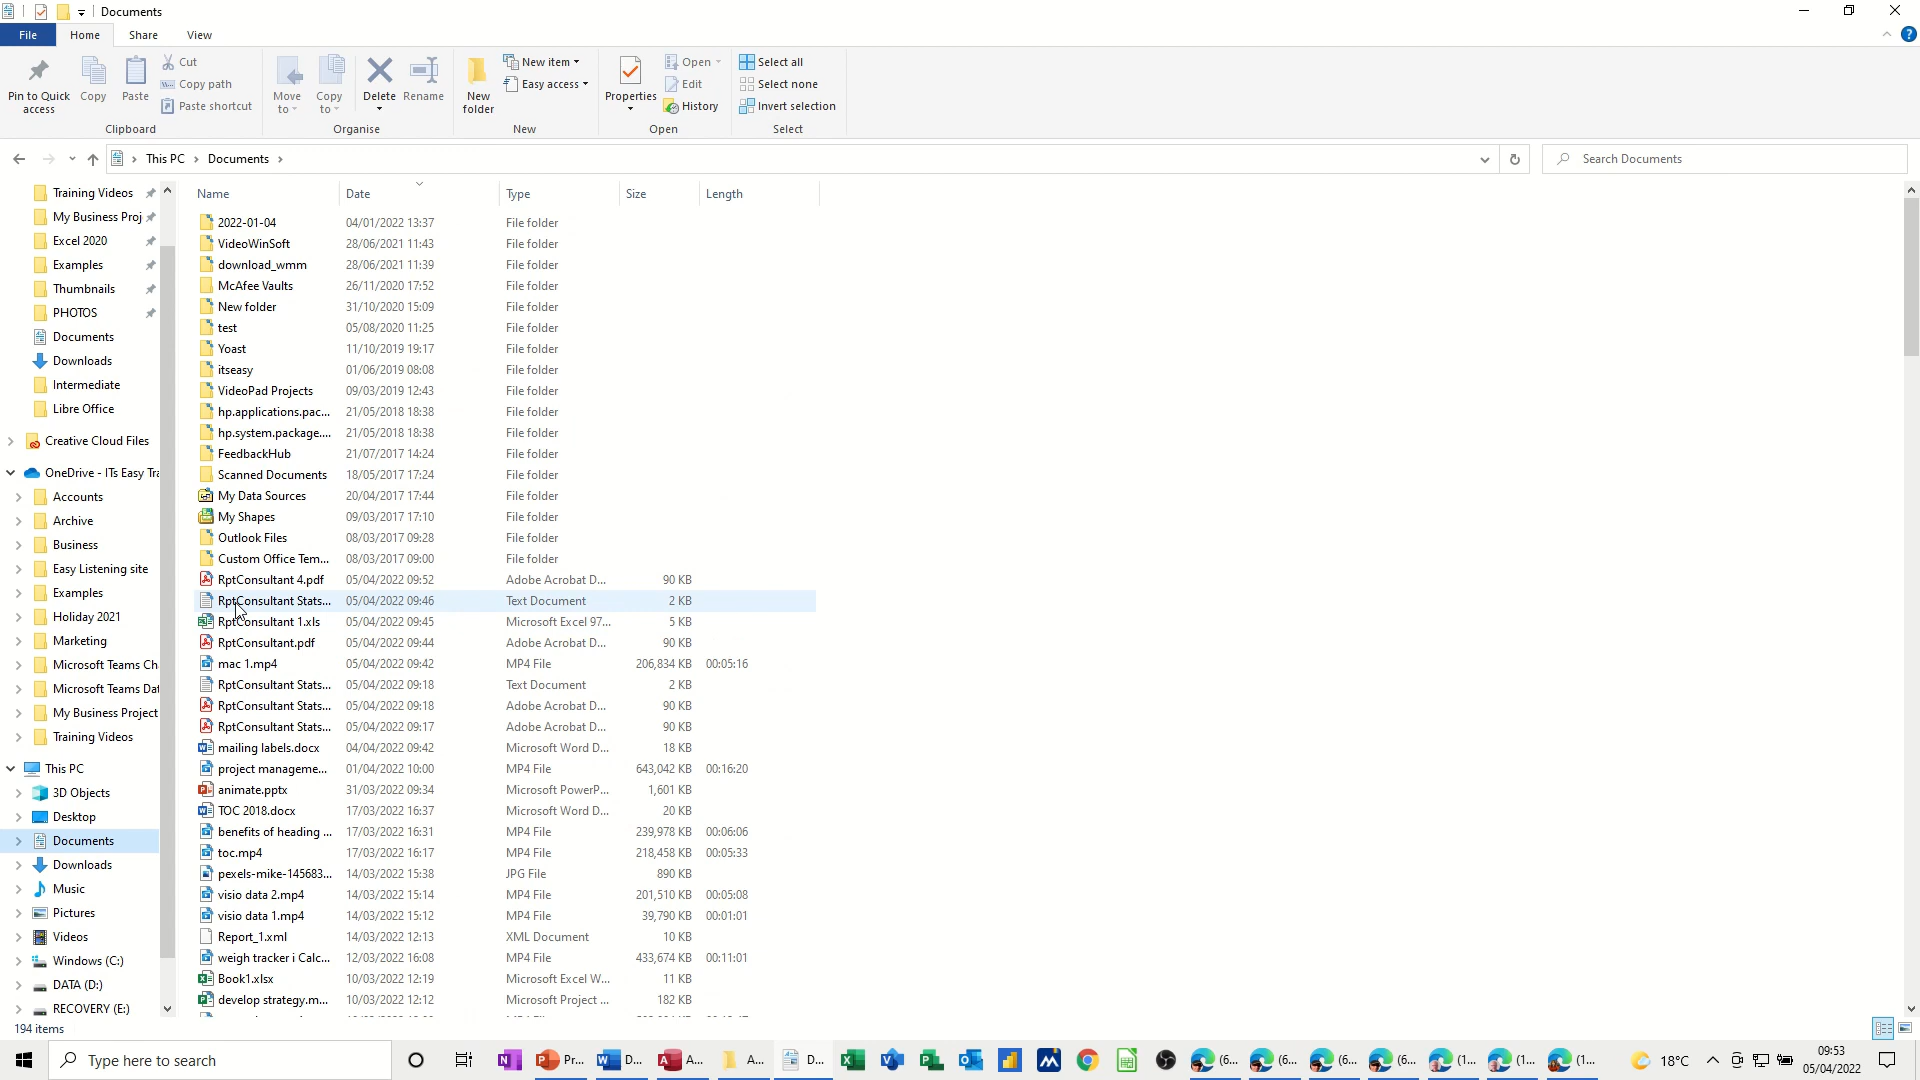 Documents
File Home Share View
Pin to Quick access
Copy
Paste
Cut
Copy path
Paste shortcut
Clipboard
Move to
Copy to
Delete
Rename
Organise
New folder
New item
Easy access
New
Properties
Open
Edit
History
Open
Select all
Select none
Invert selection
Select
This PC > Documents >
Search Documents
Training Videos
My Business Proj
Excel 2020
Examples
Thumbnails
PHOTOS
Documents
Downloads
Intermediate
Libre Office
Creative Cloud Files
OneDrive - ITs Easy Tra
Accounts
Archive
Business
Easy Listening site
Examples
Holiday 2021
Marketing
Microsoft Teams Ch
Microsoft Teams Dat
My Business Project
Training Videos
This PC
3D Objects
Desktop
Documents
Downloads
Music
Pictures
Videos
Windows (C:)
DATA (D:)
RECOVERY (E:)
Name Date Type Size Length
2022-01-04 04/01/2022 13:37 File folder
VideoWinSoft 28/06/2021 11:43 File folder
download_wmm 28/06/2021 11:39 File folder
McAfee Vaults 26/11/2020 17:52 File folder
New folder 31/10/2020 15:09 File folder
test 05/08/2020 11:25 File folder
Yoast 11/10/2019 19:17 File folder
itseasy 01/06/2019 08:08 File folder
VideoPad Projects 09/03/2019 12:43 File folder
hp.applications.pac... 21/05/2018 18:38 File folder
hp.system.package.... 21/05/2018 18:38 File folder
FeedbackHub 21/07/2017 14:24 File folder
Scanned Documents 18/05/2017 17:24 File folder
My Data Sources 20/04/2017 17:44 File folder
My Shapes 09/03/2017 17:10 File folder
Outlook Files 08/03/2017 09:28 File folder
Custom Office Tem... 08/03/2017 09:00 File folder
RptConsultant 4.pdf 05/04/2022 09:52 Adobe Acrobat D... 90 KB
RptConsultant Stats... 05/04/2022 09:46 Text Document 2 KB
RptConsultant 1.xls 05/04/2022 09:45 Microsoft Excel 97... 5 KB
RptConsultant.pdf 05/04/2022 09:44 Adobe Acrobat D... 90 KB
mac 1.mp4 05/04/2022 09:42 MP4 File 206,834 KB 00:05:16
RptConsultant Stats... 05/04/2022 09:18 Text Document 2 KB
RptConsultant Stats... 05/04/2022 09:18 Adobe Acrobat D... 90 KB
RptConsultant Stats... 05/04/2022 09:17 Adobe Acrobat D... 90 KB
mailing labels.docx 04/04/2022 09:42 Microsoft Word D... 18 KB
project manageme... 01/04/2022 10:00 MP4 File 643,042 KB 00:16:20
animate.pptx 31/03/2022 09:34 Microsoft PowerP... 1,601 KB
TOC 2018.docx 17/03/2022 16:37 Microsoft Word D... 20 KB
benefits of heading ... 17/03/2022 16:31 MP4 File 239,978 KB 00:06:06
toc.mp4 17/03/2022 16:17 MP4 File 218,458 KB 00:05:33
pexels-mike-145683... 14/03/2022 15:38 JPG File 890 KB
visio data 2.mp4 14/03/2022 15:14 MP4 File 201,510 KB 00:05:08
visio data 1.mp4 14/03/2022 15:12 MP4 File 39,790 KB 00:01:01
Report_1.xml 14/03/2022 12:13 XML Document 10 KB
weigh tracker i Calc... 12/03/2022 16:08 MP4 File 433,674 KB 00:11:01
Book1.xlsx 10/03/2022 12:19 Microsoft Excel W... 11 KB
develop strategy.m... 10/03/2022 12:12 Microsoft Project ... 182 KB
194 items
Type here to search
Pr... D... A... A... D... (6... (6... (6... (6... (1... (1... (1...
18°C
09:53
05/04/2022